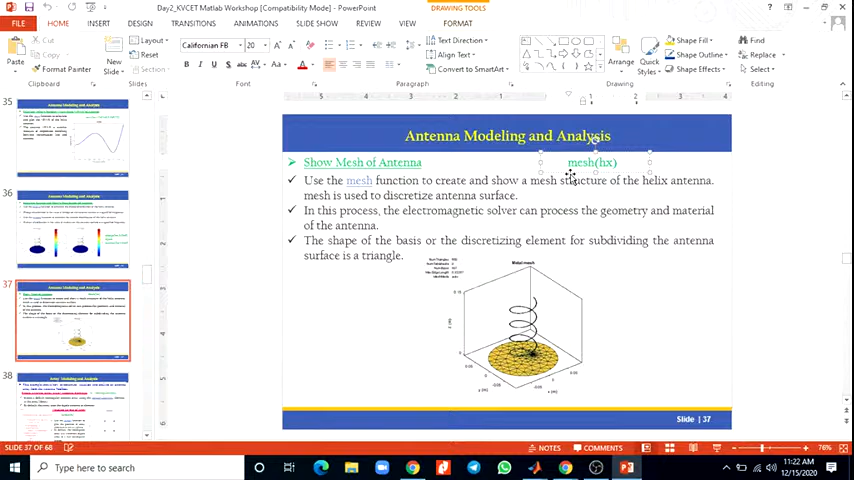 Day2_KVCET Matlab Workshop [Compatibility Mode] - PowerPoint
DRAWING TOOLS
FILE HOME INSERT DESIGN TRANSITIONS ANIMATIONS SLIDE SHOW REVIEW VIEW FORMAT
Paste
Cut
Copy
Format Painter
Clipboard
New Slide
Layout
Reset
Section
Slides
Californian FB 20
Font
Paragraph
Text Direction
Align Text
Convert to SmartArt
Arrange
Quick Styles
Shape Fill
Shape Outline
Shape Effects
Drawing
Find
Replace
Select
Editing
35
36
37
38
Antenna Modeling and Analysis
Show Mesh of Antenna
mesh(hx)
Use the mesh function to create and show a mesh structure of the helix antenna.
mesh is used to discretize antenna surface.
In this process, the electromagnetic solver can process the geometry and material
of the antenna.
The shape of the basis or the discretizing element for subdividing the antenna
surface is a triangle.
Metal mesh
Slide | 37
SLIDE 37 OF 68
NOTES
COMMENTS
76%
Type here to search
11:22 AM
12/15/2020